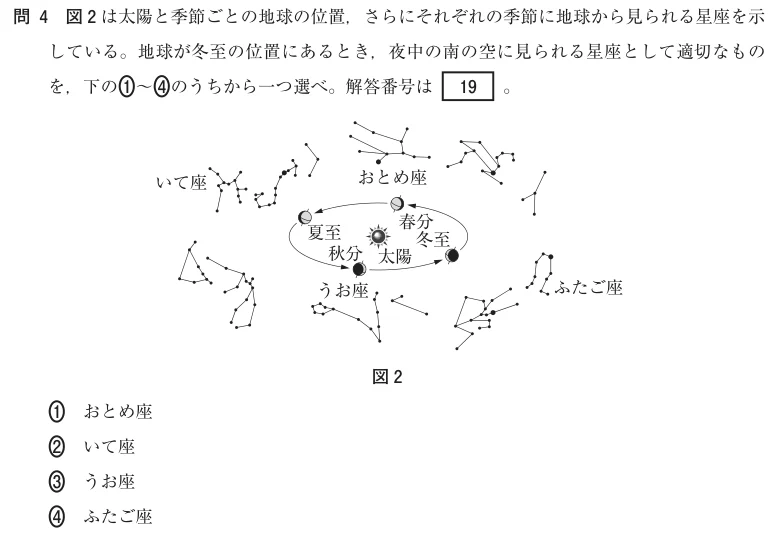 問 4 図2は太陽と季節ごとの地球の位置，さらにそれぞれの季節に地球から見られる星座を示
している。地球が冬至の位置にあるとき，夜中の南の空に見られる星座として適切なもの
を，下の①～④のうちから一つ選べ。解答番号は 19 。
おとめ座
いて座
春分
夏至
冬至
秋分
太陽
うお座
ふたご座
図2
① おとめ座
② いて座
③ うお座
④ ふたご座